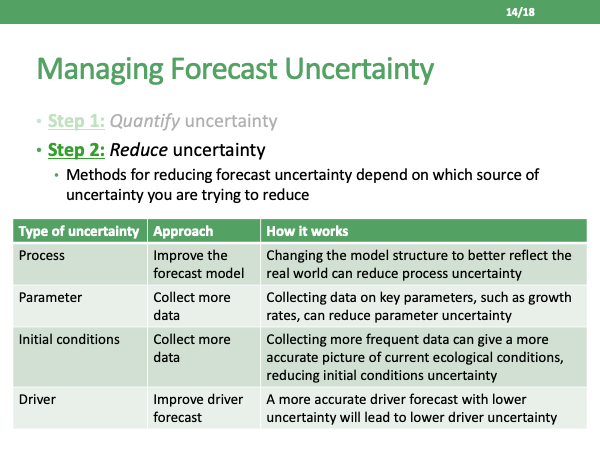 14/18
Managing Forecast Uncertainty
• Step 1: Quantify uncertainty
• Step 2: Reduce uncertainty
• Methods for reducing forecast uncertainty depend on which source of
uncertainty you are trying to reduce
Type of uncertainty Approach How it works
Process Improve the Changing the model structure to better reflect the
forecast model real world can reduce process uncertainty
Parameter Collect more Collecting data on key parameters, such as growth
data rates, can reduce parameter uncertainty
Initial conditions Collect more Collecting more frequent data can give a more
data accurate picture of current ecological conditions,
reducing initial conditions uncertainty
Driver Improve driver A more accurate driver forecast with lower
forecast uncertainty will lead to lower driver uncertainty